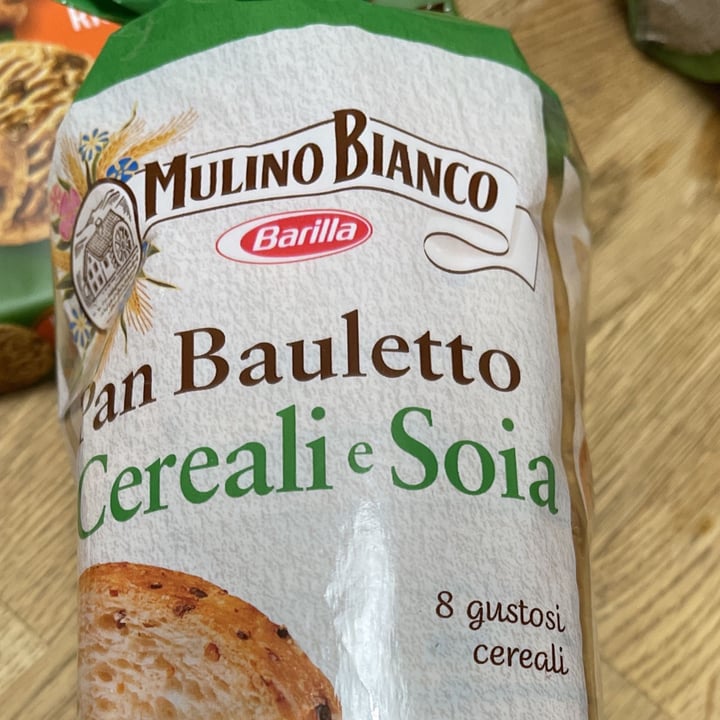 MULINO BIANCO
Barilla
Pan Bauletto
Cereali e Soia
8 gustosi
cereali